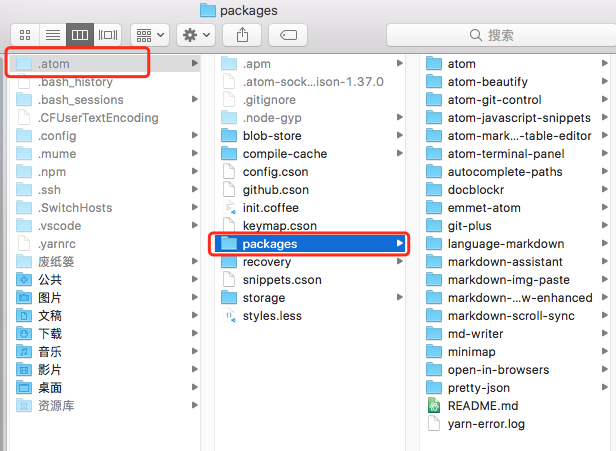 packages
搜索
.atom
.bash_history
.bash_sessions
.CFUserTextEncoding
.config
.mume
.npm
.ssh
.SwitchHosts
.vscode
.yarnrc
废纸篓
公共
图片
文稿
下载
音乐
影片
桌面
资源库
.apm
.atom-sock...ison-1.37.0
.gitignore
.node-gyp
blob-store
compile-cache
config.cson
github.cson
init.coffee
keymap.cson
packages
recovery
snippets.cson
storage
styles.less
atom
atom-beautify
atom-git-control
atom-javascript-snippets
atom-mark...-table-editor
atom-terminal-panel
autocomplete-paths
docblockr
emmet-atom
git-plus
language-markdown
markdown-assistant
markdown-img-paste
markdown-...w-enhanced
markdown-scroll-sync
md-writer
minimap
open-in-browsers
pretty-json
README.md
yarn-error.log